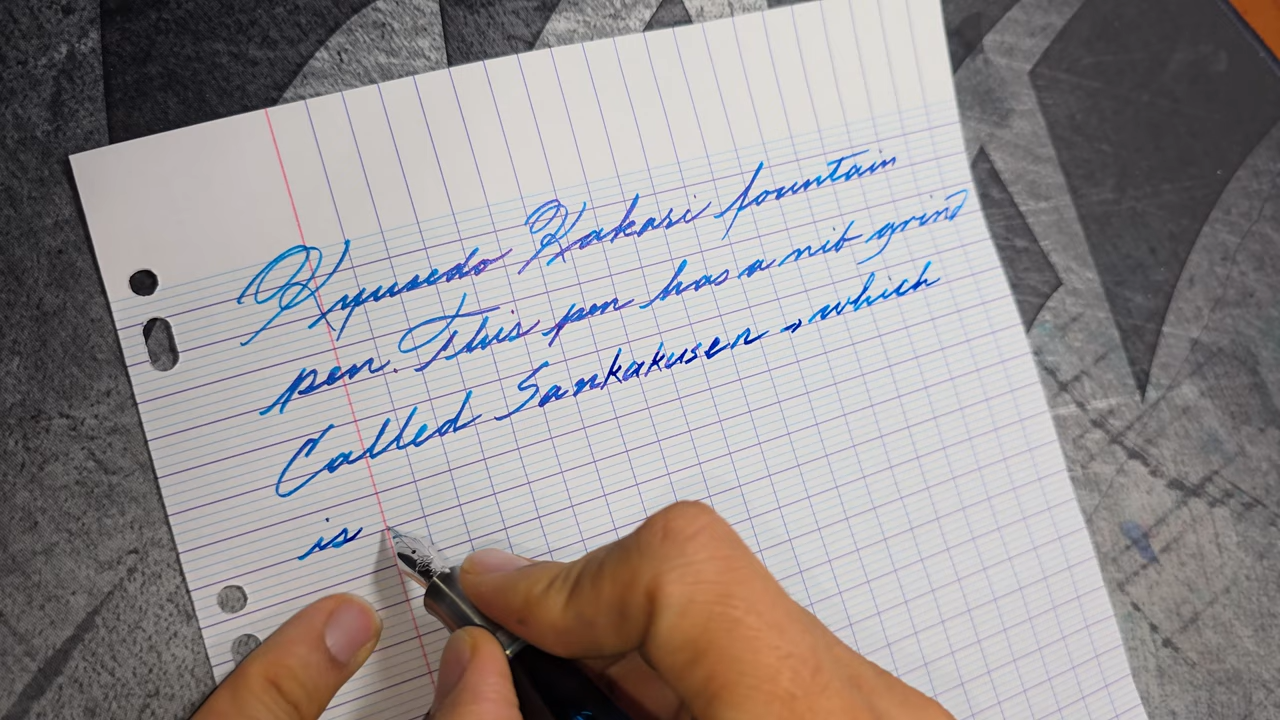 Kyusedo Kakari fountain
pen. This pen has a nib grind
Called Sankakusen → which
is